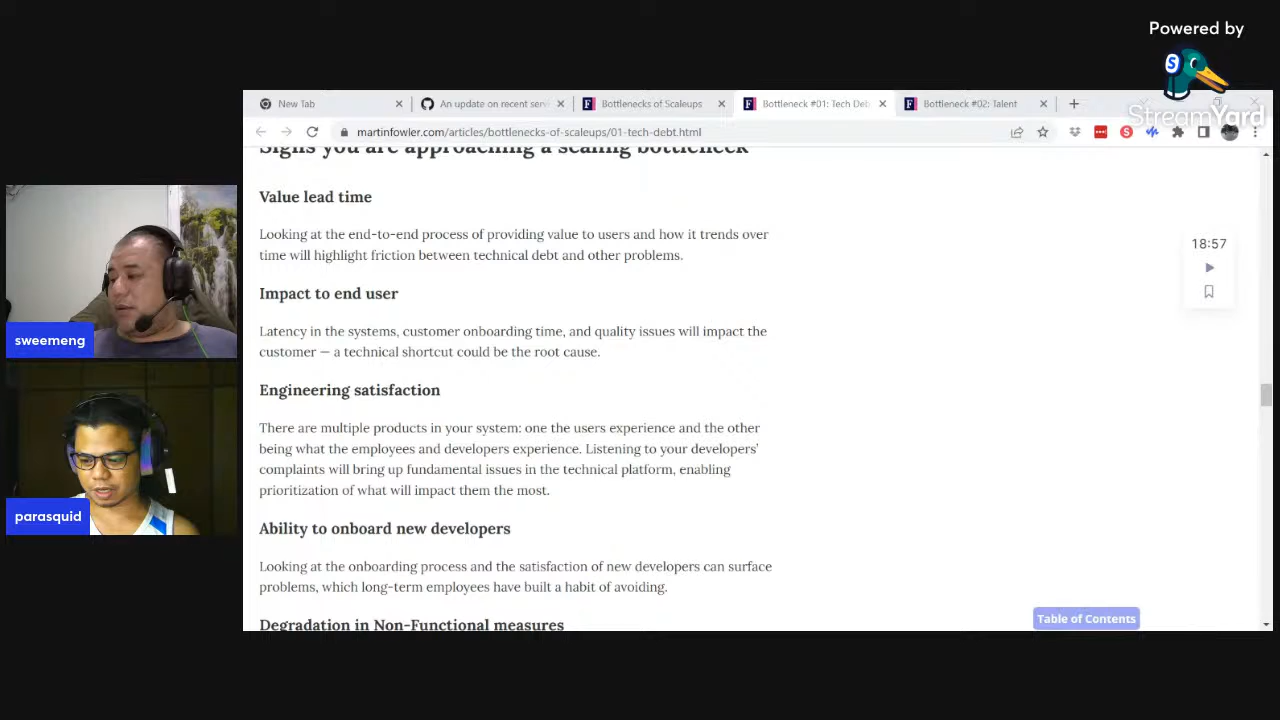 Powered by
S
StreamYard
New Tab
An update on recent serv
Bottlenecks of Scaleups
Bottleneck #01: Tech De
Bottleneck #02: Talent
martinfowler.com/articles/bottlenecks-of-scaleups/01-tech-debt.html
Signs you are approaching a scaling bottleneck
Value lead time
Looking at the end-to-end process of providing value to users and how it trends over
time will highlight friction between technical debt and other problems.
18:57
Impact to end user
Latency in the systems, customer onboarding time, and quality issues will impact the
customer — a technical shortcut could be the root cause.
sweemeng
Engineering satisfaction
There are multiple products in your system: one the users experience and the other
being what the employees and developers experience. Listening to your developers’
complaints will bring up fundamental issues in the technical platform, enabling
prioritization of what will impact them the most.
parasquid
Ability to onboard new developers
Looking at the onboarding process and the satisfaction of new developers can surface
problems, which long-term employees have built a habit of avoiding.
Table of Contents
Degradation in Non-Functional measures